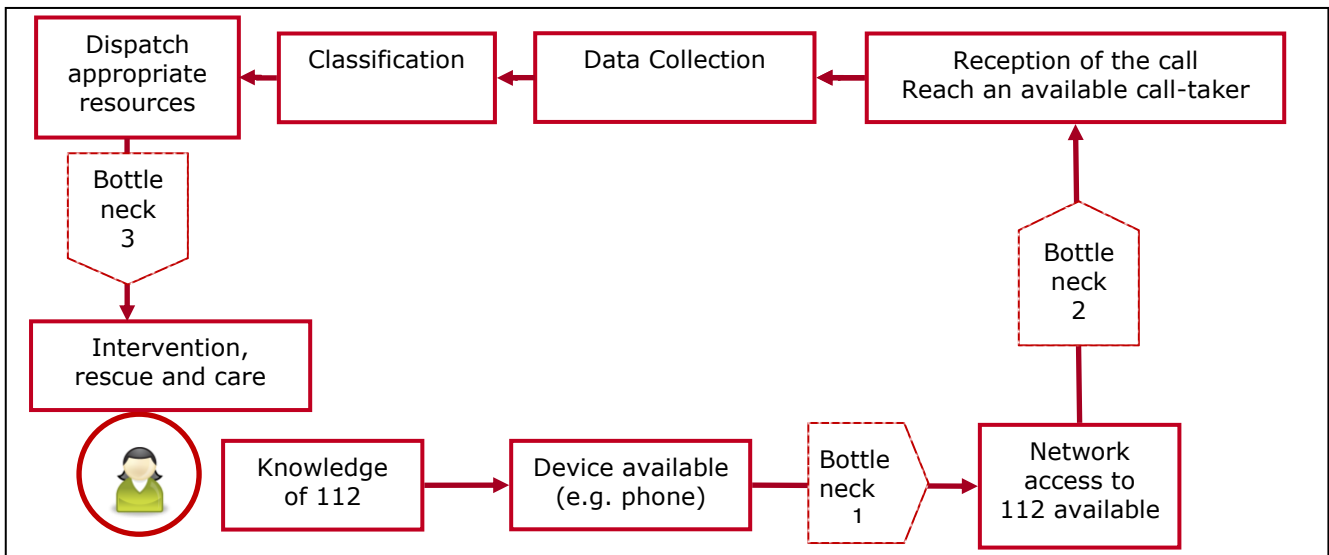 Dispatch
appropriate
resources
Classification
Data Collection
Reception of the call
Reach an available call-taker
Bottle
neck
3
Bottle
neck
2
Intervention,
rescue and care
Knowledge
of 112
Device available
(e.g. phone)
Bottle
neck
1
Network
access to
112 available